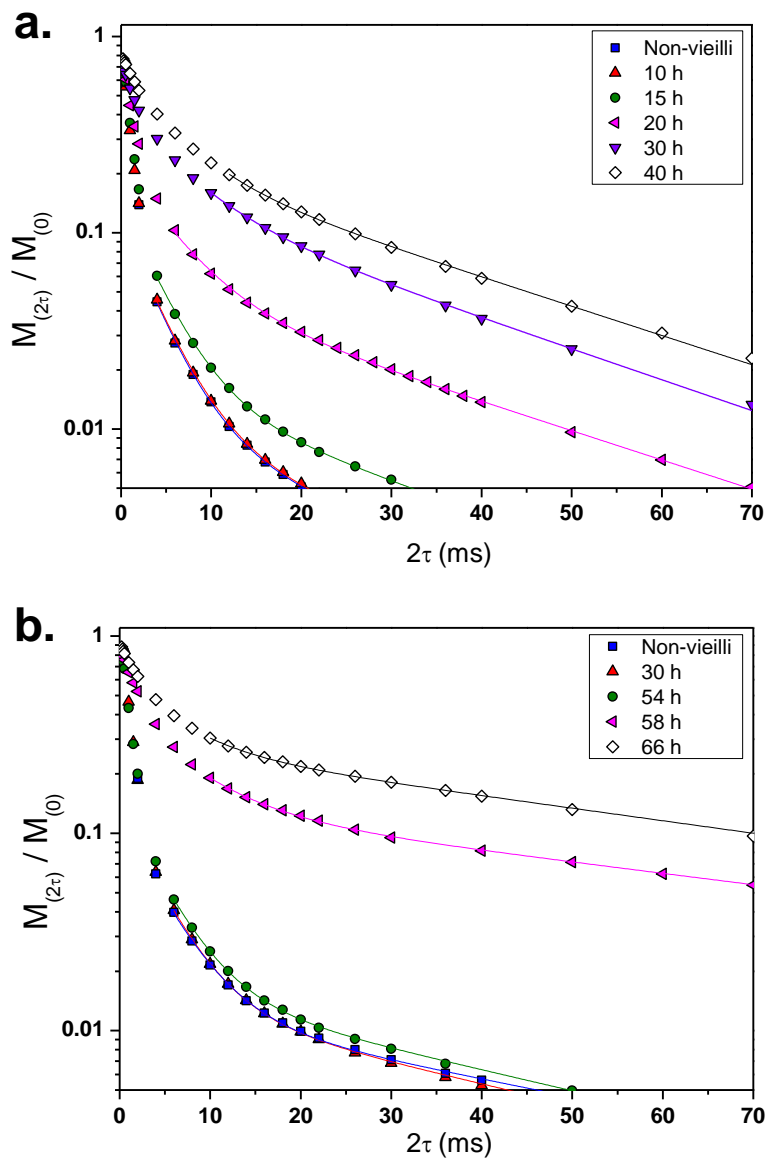 a.
M(2τ) / M(0)
1
0.1
0.01
0 10 20 30 40 50 60 70
2τ (ms)
Non-vieilli
10 h
15 h
20 h
30 h
40 h
b.
M(2τ) / M(0)
1
0.1
0.01
0 10 20 30 40 50 60 70
2τ (ms)
Non-vieilli
30 h
54 h
58 h
66 h